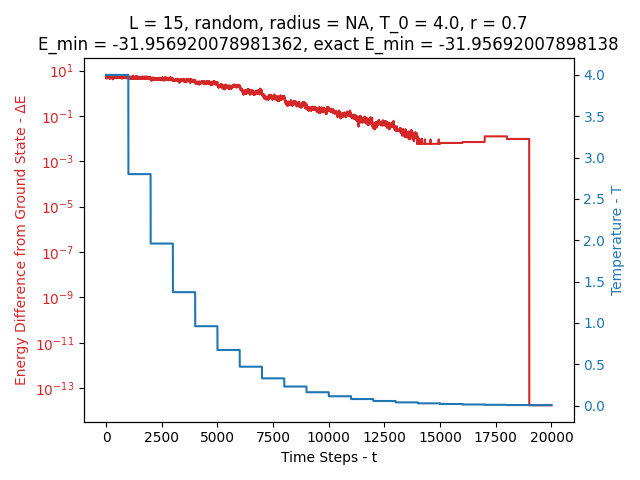 L = 15, random, radius = NA, T_0 = 4.0, r = 0.7
E_min = -31.956920078981362, exact E_min = -31.95692007898138
10¹
10⁻¹
10⁻³
10⁻⁵
10⁻⁷
10⁻⁹
10⁻¹¹
10⁻¹³
Energy Difference from Ground State - ΔE
4.0
3.5
3.0
2.5
2.0
1.5
1.0
0.5
0.0
Temperature - T
0 2500 5000 7500 10000 12500 15000 17500 20000
Time Steps - t